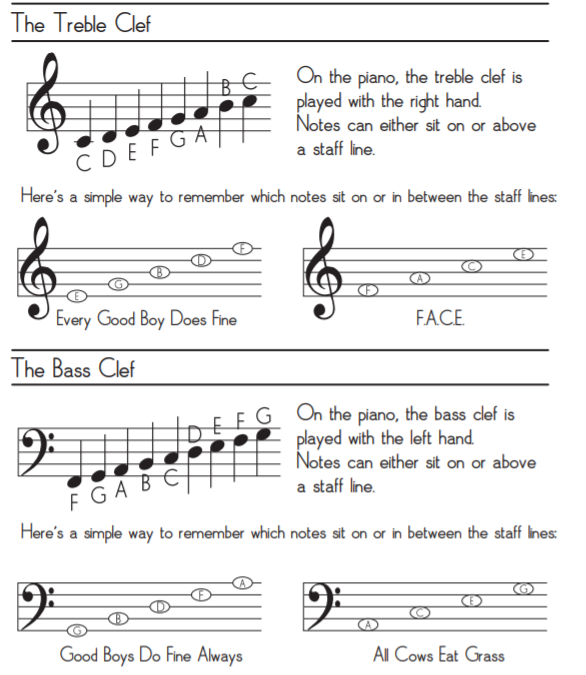 The Treble Clef
B C
C D E F G A
On the piano, the treble clef is
played with the right hand.
Notes can either sit on or above
a staff line.
Here's a simple way to remember which notes sit on or in between the staff lines:
E G B D F
Every Good Boy Does Fine
F A C E
F.A.C.E.
The Bass Clef
D E F G
F G A B C
On the piano, the bass clef is
played with the left hand.
Notes can either sit on or above
a staff line.
Here's a simple way to remember which notes sit on or in between the staff lines:
G B D F A
Good Boys Do Fine Always
A C E G
All Cows Eat Grass